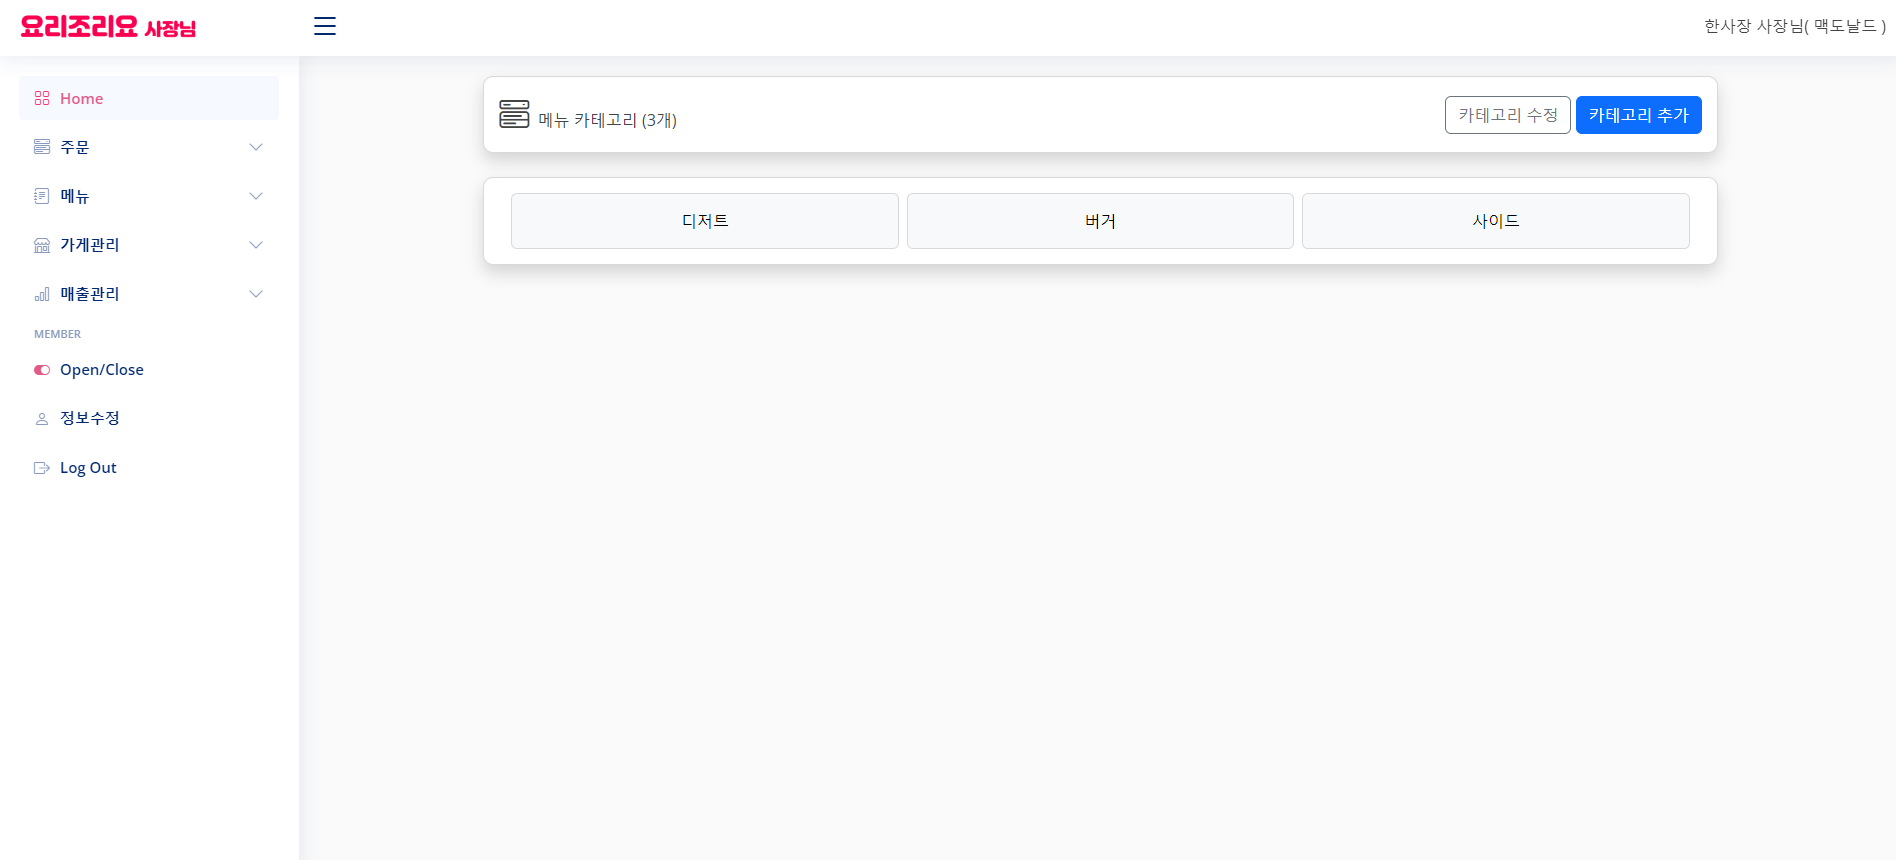 요리조리요 사장님
한사장 사장님( 맥도날드 )
Home
주문
메뉴
가게관리
매출관리
MEMBER
Open/Close
정보수정
Log Out
메뉴 카테고리 (3개)
카테고리 수정
카테고리 추가
디저트
버거
사이드